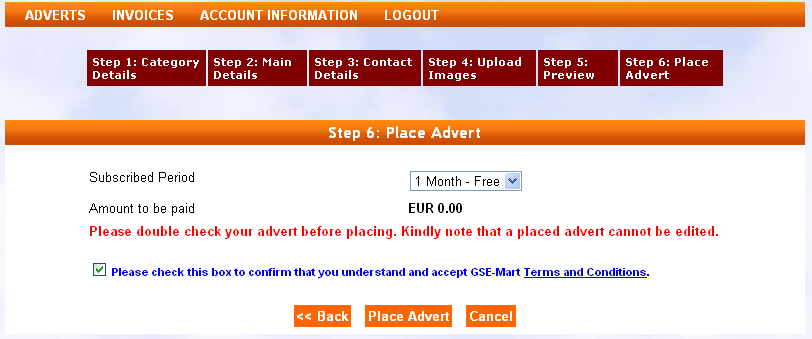 ADVERTS INVOICES ACCOUNT INFORMATION LOGOUT
Step 1: Category Details
Step 2: Main Details
Step 3: Contact Details
Step 4: Upload Images
Step 5: Preview
Step 6: Place Advert
Step 6: Place Advert
Subscribed Period 1 Month - Free
Amount to be paid EUR 0.00
Please double check your advert before placing. Kindly note that a placed advert cannot be edited.
Please check this box to confirm that you understand and accept GSE-Mart Terms and Conditions.
<< Back Place Advert Cancel